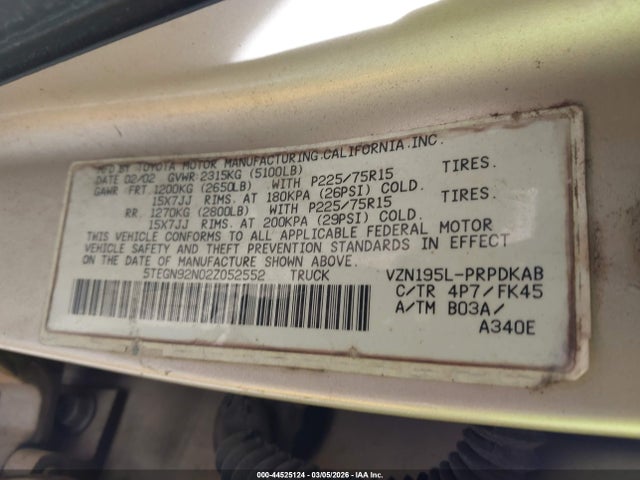 MFD BY TOYOTA MOTOR MANUFACTURING.CALIFORNIA.INC.
DATE 02/02 GVWR 2315KG (5100LB)
GAWR FRT. 1200KG (2650LB) WITH P225/75R15 TIRES.
15X7JJ RIMS. AT 180KPA (26PSI) COLD.
RR. 1270KG (2800LB) WITH P225/75R15 TIRES.
15X7JJ RIMS. AT 200KPA (29PSI) COLD.
THIS VEHICLE CONFORMS TO ALL APPLICABLE FEDERAL MOTOR
VEHICLE SAFETY AND THEFT PREVENTION STANDARDS IN EFFECT
ON THE DATE OF MANUFACTURE SHOWN ABOVE.
5TEGN92N02Z052552 TRUCK VZN195L-PRPDKAB
C/TR 4P7/FK45
A/TM B03A/
A340E
000-44525124 - 03/05/2026 - IAA Inc.